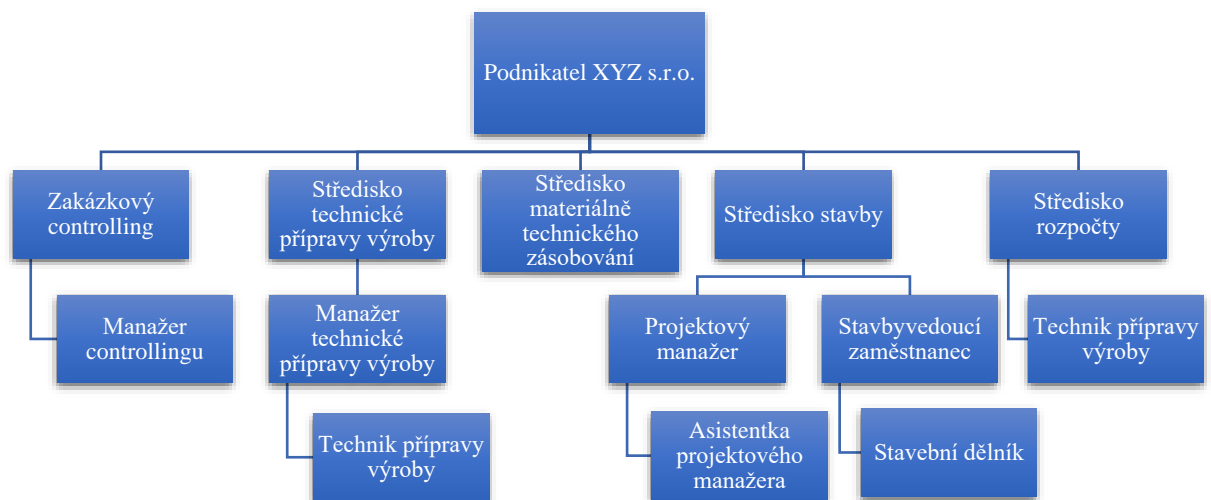 Podnikatel XYZ s.r.o.
Zakázkový
controlling
Středisko
technické
přípravy výroby
Středisko
materiálně
technického
zásobování
Středisko stavby
Středisko
rozpočty
Manažer
controllingu
Manažer
technické
přípravy výroby
Projektový
manažer
Stavbyvedoucí
zaměstnanec
Technik přípravy
výroby
Technik přípravy
výroby
Asistentka
projektového
manažera
Stavební dělník